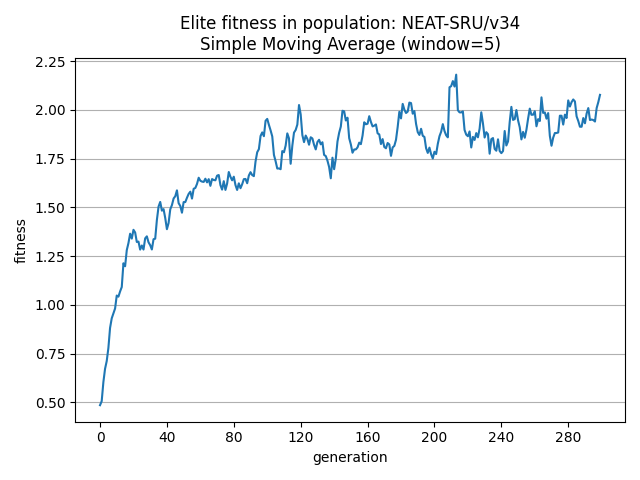 Elite fitness in population: NEAT-SRU/v34
Simple Moving Average (window=5)
2.25
2.00
1.75
1.50
1.25
1.00
0.75
0.50
fitness
0 40 80 120 160 200 240 280
generation